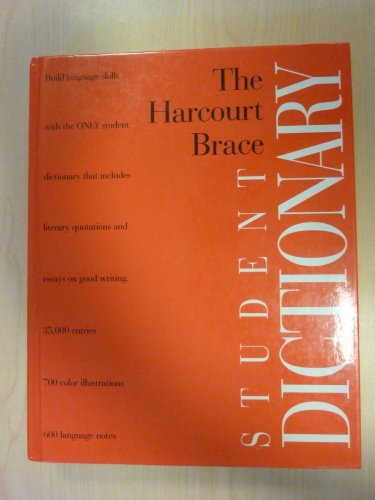 The
Harcourt
Brace
STUDENT
DICTIONARY
Build language skills
with the ONLY student
dictionary that includes
literary quotations and
essays on good writing.
35,000 entries
700 color illustrations
600 language notes